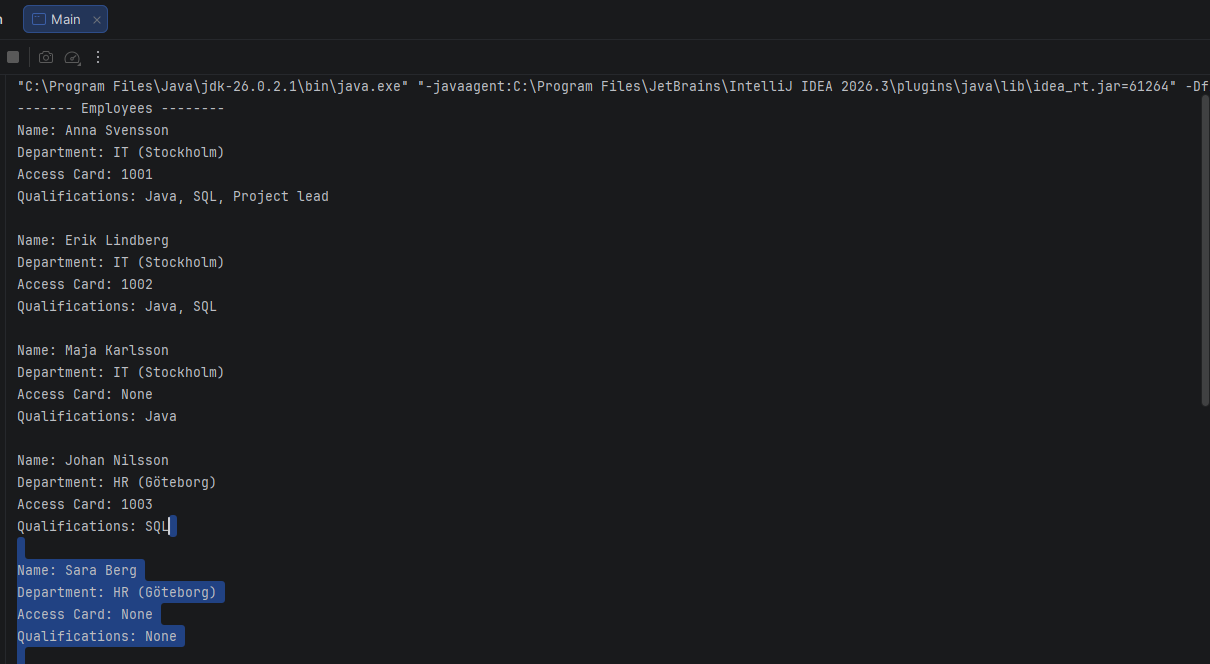 Main
"C:\Program Files\Java\jdk-26.0.2.1\bin\java.exe" "-javaagent:C:\Program Files\JetBrains\IntelliJ IDEA 2026.3\plugins\java\lib\idea_rt.jar=61264" -Df
------- Employees --------
Name: Anna Svensson
Department: IT (Stockholm)
Access Card: 1001
Qualifications: Java, SQL, Project lead
Name: Erik Lindberg
Department: IT (Stockholm)
Access Card: 1002
Qualifications: Java, SQL
Name: Maja Karlsson
Department: IT (Stockholm)
Access Card: None
Qualifications: Java
Name: Johan Nilsson
Department: HR (Göteborg)
Access Card: 1003
Qualifications: SQL
Name: Sara Berg
Department: HR (Göteborg)
Access Card: None
Qualifications: None